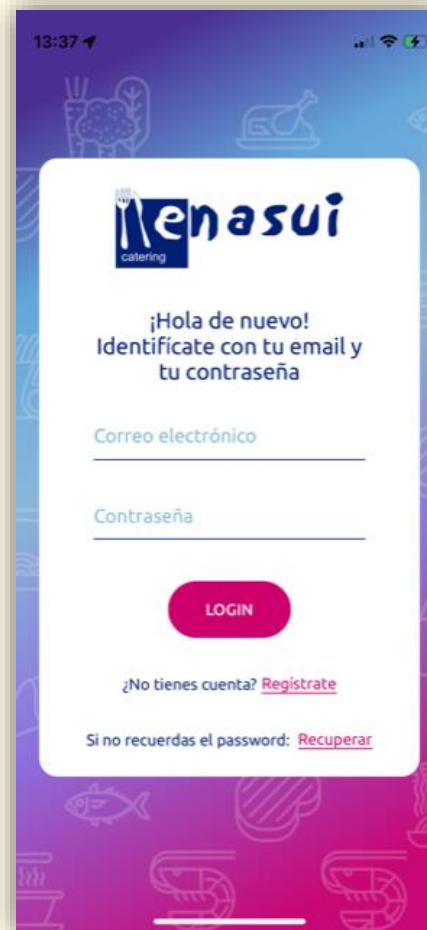 13:37
enasui
catering
¡Hola de nuevo!
Identifícate con tu email y
tu contraseña
Correo electrónico
Contraseña
LOGIN
¿No tienes cuenta? Regístrate
Si no recuerdas el password: Recuperar